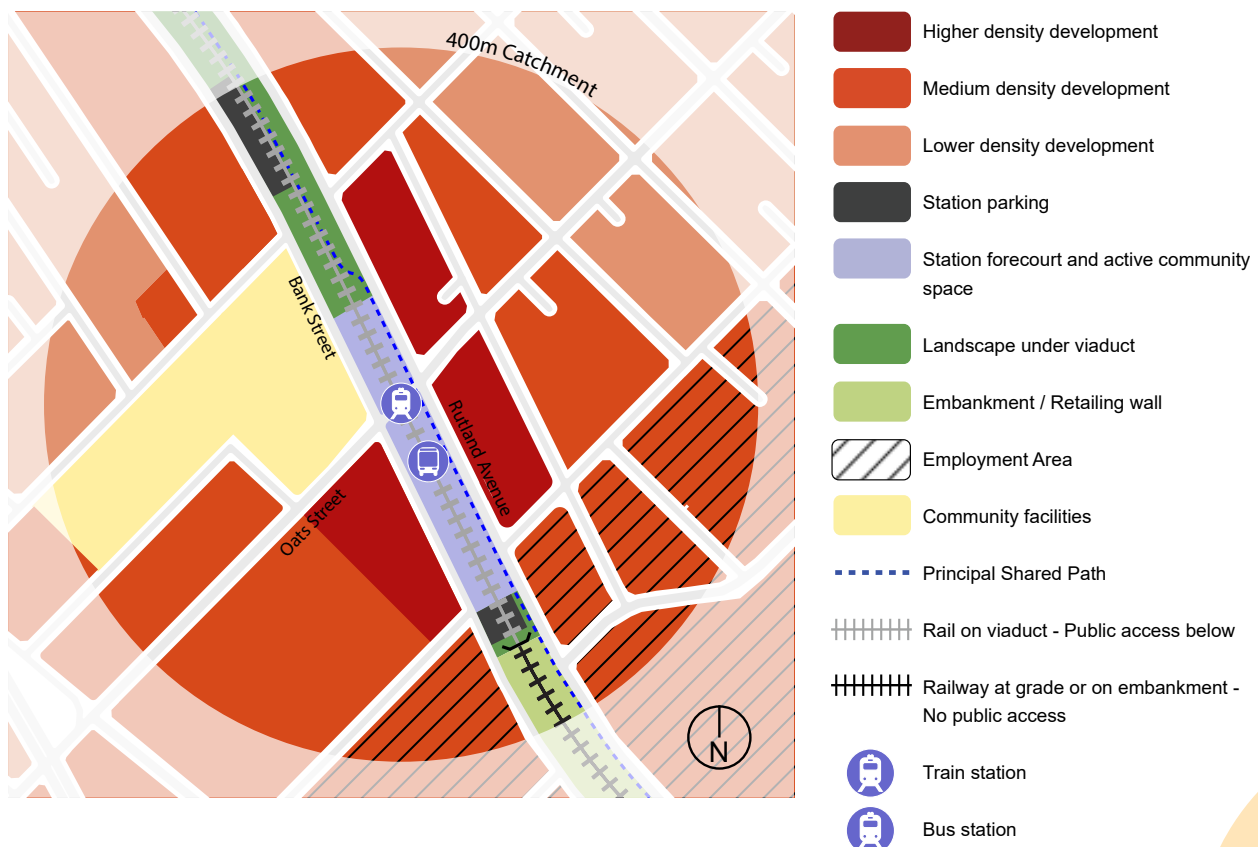 400m Catchment
Bank Street
Rutland Avenue
Oats Street
N
Higher density development
Medium density development
Lower density development
Station parking
Station forecourt and active community
space
Landscape under viaduct
Embankment / Retailing wall
Employment Area
Community facilities
Principal Shared Path
Rail on viaduct - Public access below
Railway at grade or on embankment -
No public access
Train station
Bus station